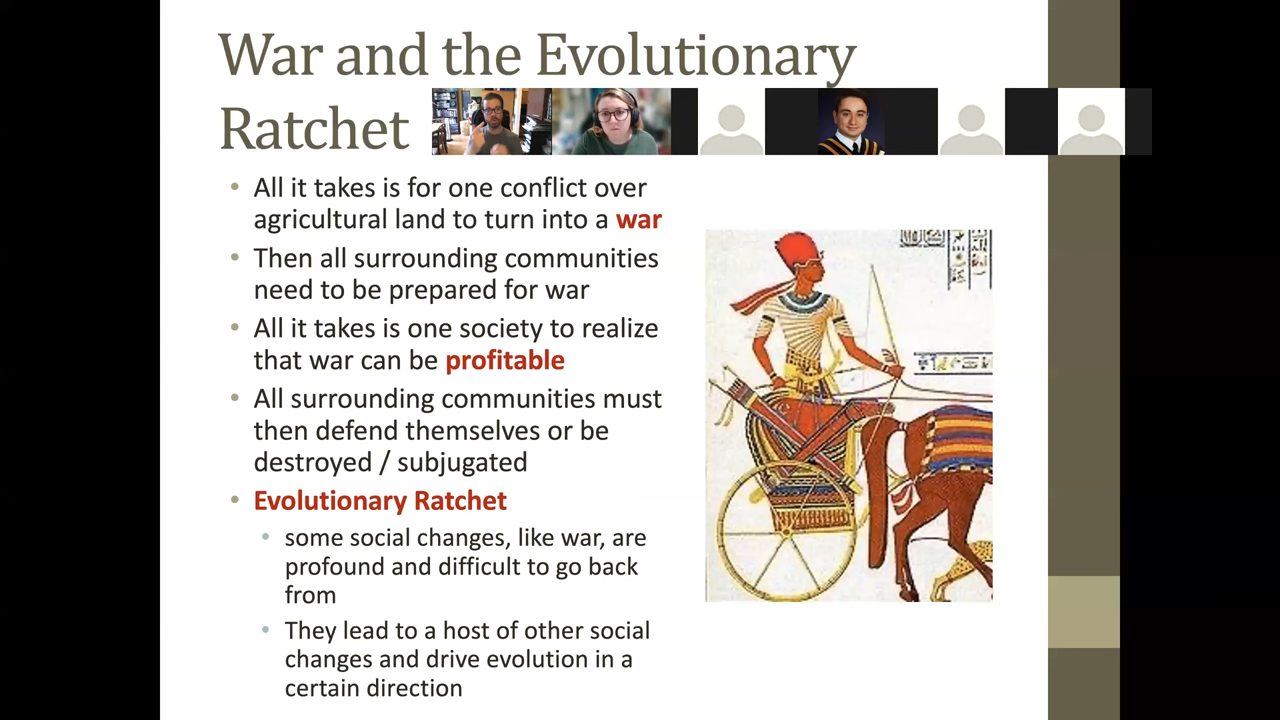 War and the Evolutionary
Ratchet
• All it takes is for one conflict over
agricultural land to turn into a war
• Then all surrounding communities
need to be prepared for war
• All it takes is one society to realize
that war can be profitable
• All surrounding communities must
then defend themselves or be
destroyed / subjugated
• Evolutionary Ratchet
• some social changes, like war, are
profound and difficult to go back
from
• They lead to a host of other social
changes and drive evolution in a
certain direction